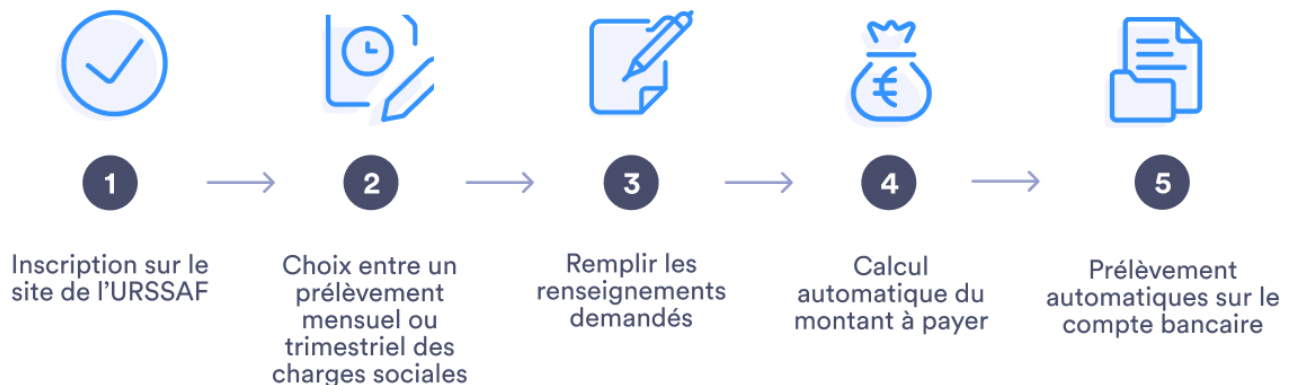 1
Inscription sur le
site de l'URSSAF
2
Choix entre un
prélèvement
mensuel ou
trimestriel des
charges sociales
3
Remplir les
renseignements
demandés
€
4
Calcul
automatique du
montant à payer
5
Prélèvement
automatiques sur le
compte bancaire